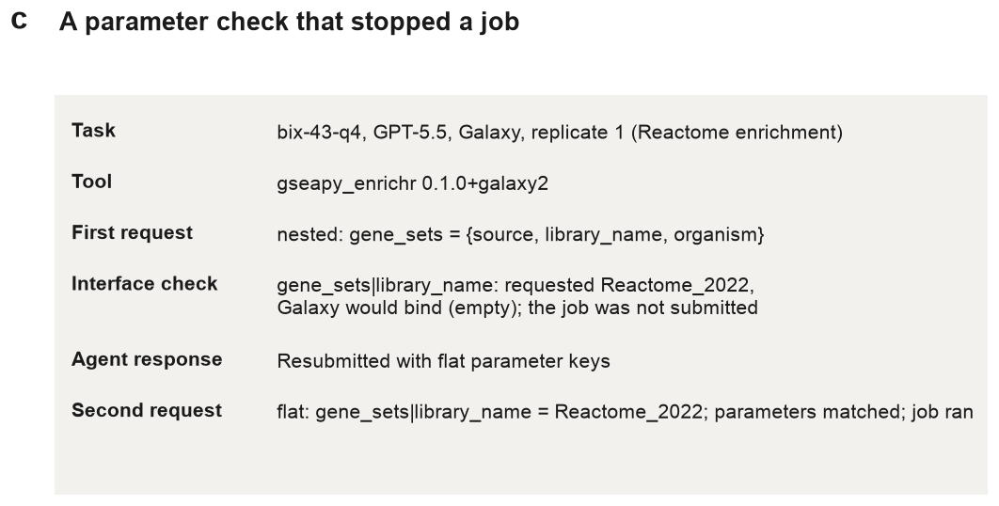 C A parameter check that stopped a job
Task bix-43-q4, GPT-5.5, Galaxy, replicate 1 (Reactome enrichment)
Tool gseapy_enrichr 0.1.0+galaxy2
First request nested: gene_sets = {source, library_name, organism}
Interface check gene_sets|library_name: requested Reactome_2022,
Galaxy would bind (empty); the job was not submitted
Agent response Resubmitted with flat parameter keys
Second request flat: gene_sets|library_name = Reactome_2022; parameters matched; job ran